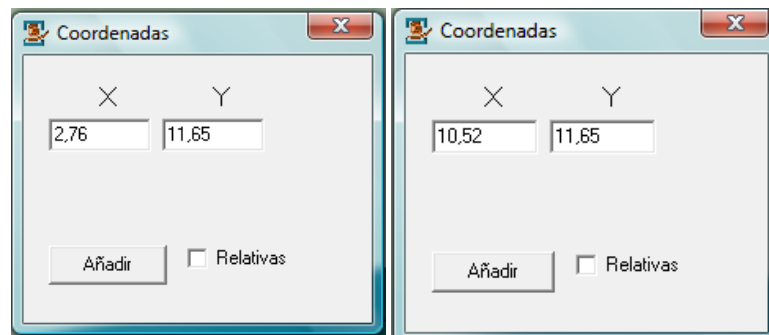 Coordenadas
X Y
2,76 11,65
Añadir Relativas
Coordenadas
X Y
10,52 11,65
Añadir Relativas